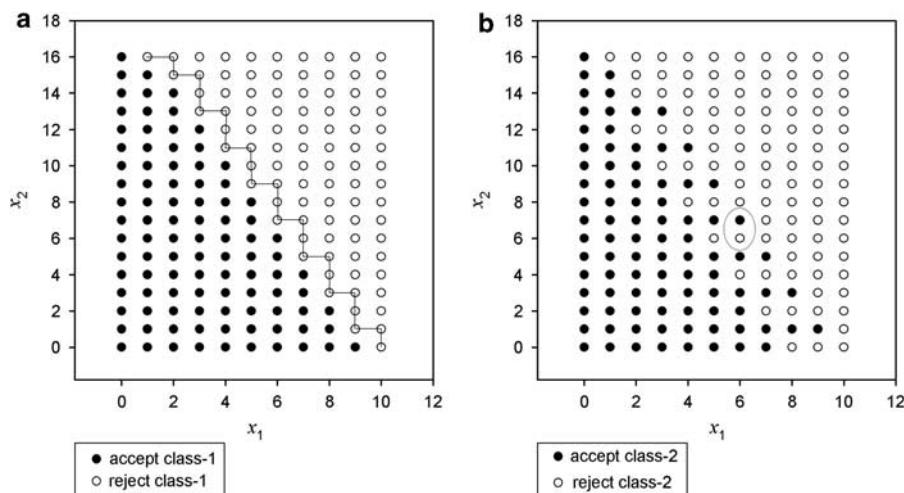 a
18
16
14
12
10
8
6
4
2
0
x2
0 2 4 6 8 10 12
x1
accept class-1
reject class-1
b
18
16
14
12
10
8
6
4
2
0
x2
0 2 4 6 8 10 12
x1
accept class-2
reject class-2